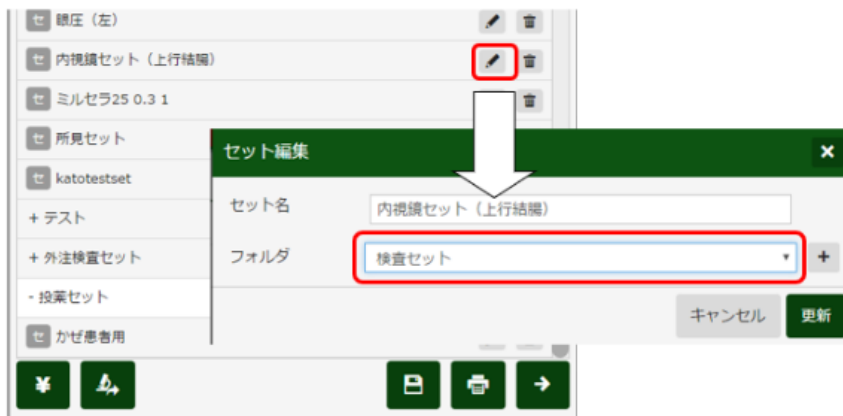 セ 眼圧（左）
セ 内視鏡セット（上行結腸）
セ ミルセラ25 0.3 1
セ 所見セット
セ katotestset
+ テスト
+ 外注検査セット
- 投薬セット
セ かぜ患者用
セット編集
×
セット名
内視鏡セット（上行結腸）
フォルダ
検査セット
+
キャンセル
更新
¥